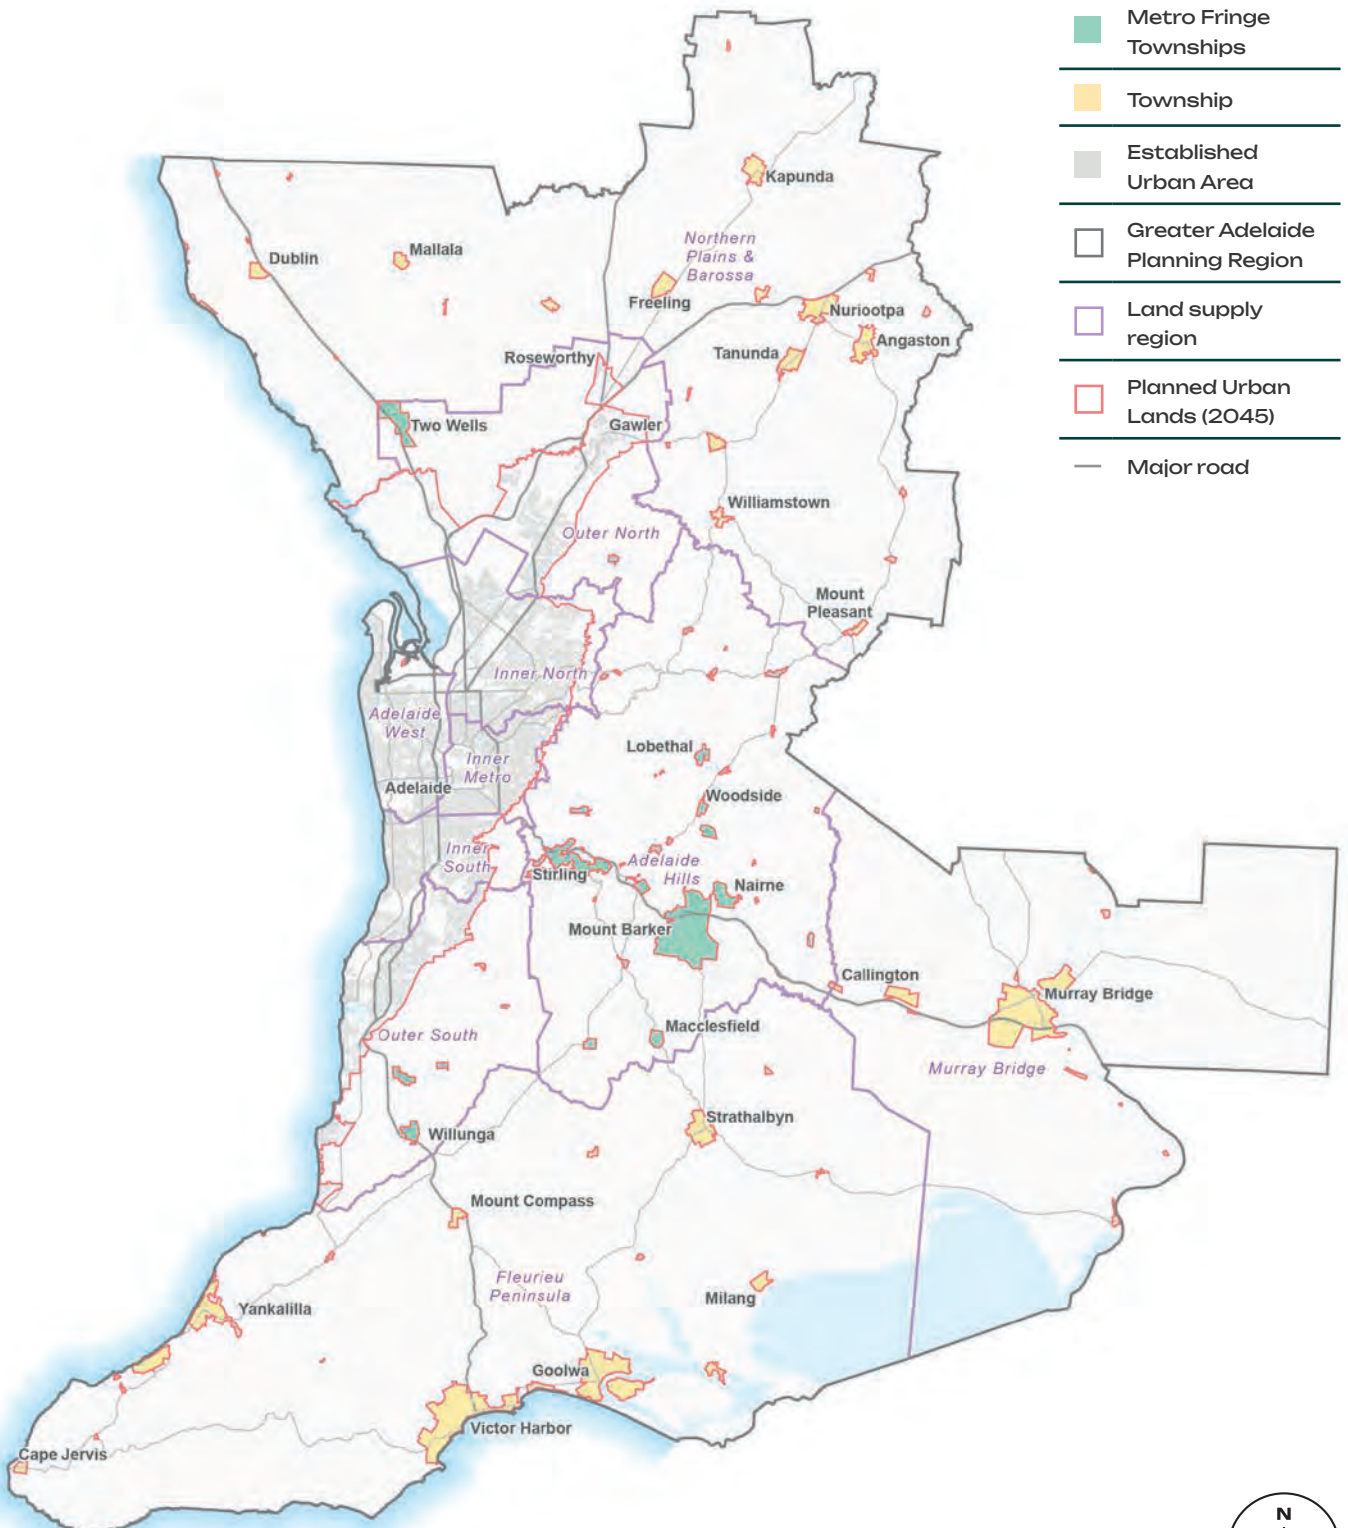 Metro Fringe
Townships
Township
Established
Urban Area
Greater Adelaide
Planning Region
Land supply
region
Planned Urban
Lands (2045)
Major road
Kapunda
Northern
Plains &
Barossa
Dublin
Mallala
Freeling
Nuriootpa
Angaston
Tanunda
Roseworthy
Two Wells
Gawler
Williamstown
Outer North
Mount
Pleasant
Inner North
Adelaide
West
Inner
Metro
Adelaide
Lobethal
Woodside
Inner
South
Stirling
Adelaide
Hills
Nairne
Mount Barker
Callington
Murray Bridge
Macclesfield
Outer South
Murray Bridge
Strathalbyn
Willunga
Mount Compass
Fleurieu
Peninsula
Milang
Yankalilla
Goolwa
Victor Harbor
Cape Jervis
N